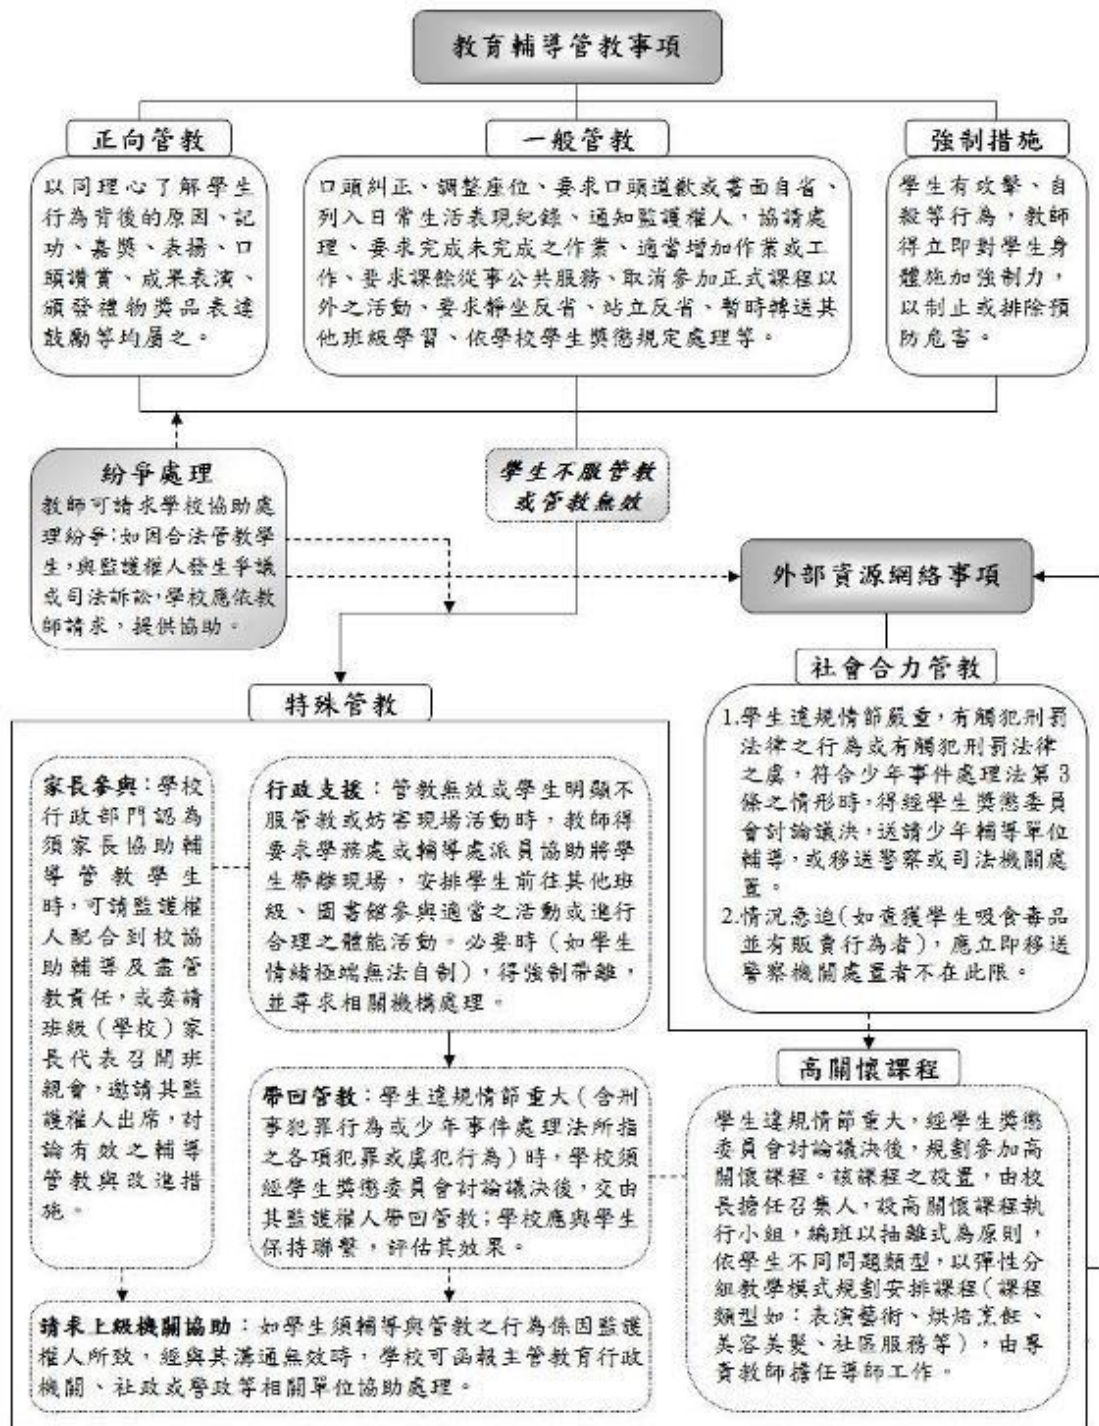 教育輔導管教事項
正向管教
以同理心了解學生
行為背後的原因、記
功、嘉獎、表揚、口
頭讚賞、成果表演、
頒發禮物獎品表達
鼓勵等均屬之。
一般管教
口頭糾正、調整座位、要求口頭道歉或書面自省、
列入日常生活表現紀錄、通知監護權人,協請處
理、要求完成未完成之作業、適當增加作業或工
作、要求課餘從事公共服務、取消參加正式課程以
外之活動、要求靜坐反省、站立反省、暫時轉送其
他班級學習、依學校學生獎懲規定處理等。
強制措施
學生有攻擊、自
殺等行為,教師
得立即對學生身
體施加強制力,
以制止或排除預
防危害。
紛爭處理
教師可請求學校協助處
理紛爭;如因合法管教學
生,與監護權人發生爭議
或司法訴訟,學校應依教
師請求,提供協助。
學生不服管教
或管教無效
外部資源網絡事項
社會合力管教
1.學生違規情節嚴重,有觸犯刑罰
法律之行為或有觸犯刑罰法律
之虞,符合少年事件處理法第3
條之情形時,得經學生獎懲委員
會討論議決,送請少年輔導單位
輔導,或移送警察或司法機關處
置。
2.情況急迫(如查獲學生吸食毒品
並有販賣行為者),應立即移送
警察機關處置者不在此限。
特殊管教
家長參與:學校
行政部門認為
須家長協助輔
導管教學生
時,可請監護權
人配合到校協
助輔導及盡管
教責任,或委請
班級(學校)家
長代表召開班
親會,邀請其監
護權人出席,討
論有效之輔導
管教與改進措
施。
行政支援:管教無效或學生明顯不
服管教或妨害現場活動時,教師得
要求學務處或輔導處派員協助將學
生帶離現場,安排學生前往其他班
級、圖書館參與適當之活動或進行
合理之體能活動。必要時(如學生
情緒極端無法自制),得強制帶離,
並尋求相關機構處理。
帶回管教:學生違規情節重大(含刑
事犯罪行為或少年事件處理法所指
之各項犯罪或虞犯行為)時,學校須
經學生獎懲委員會討論議決後,交由
其監護權人帶回管教;學校應與學生
保持聯繫,評估其效果。
高關懷課程
學生違規情節重大,經學生獎懲
委員會討論議決後,規劃參加高
關懷課程。該課程之設置,由校
長擔任召集人,設高關懷課程執
行小組,編班以抽離式為原則,
依學生不同問題類型,以彈性分
組教學模式規劃安排課程(課程
類型如:表演藝術、烘焙烹飪、
美容美髮、社區服務等),由專
責教師擔任導師工作。
請求上級機關協助:如學生須輔導與管教之行為係因監護
權人所致,經與其溝通無效時,學校可函報主管教育行政
機關、社政或警政等相關單位協助處理。